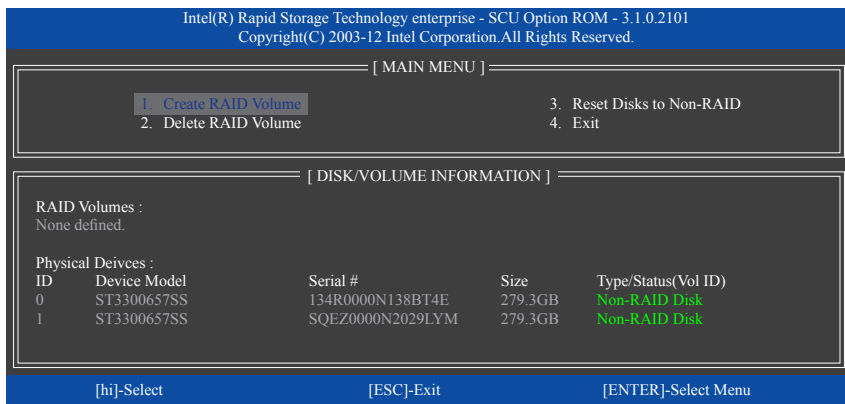 Intel(R) Rapid Storage Technology enterprise - SCU Option ROM - 3.1.0.2101
Copyright(C) 2003-12 Intel Corporation.All Rights Reserved.
[ MAIN MENU ]
1. Create RAID Volume 3. Reset Disks to Non-RAID
2. Delete RAID Volume 4. Exit
[ DISK/VOLUME INFORMATION ]
RAID Volumes :
None defined.
Physical Deivces :
ID Device Model Serial # Size Type/Status(Vol ID)
0 ST3300657SS 134R0000N138BT4E 279.3GB Non-RAID Disk
1 ST3300657SS SQEZ0000N2029LYM 279.3GB Non-RAID Disk
[hi]-Select [ESC]-Exit [ENTER]-Select Menu